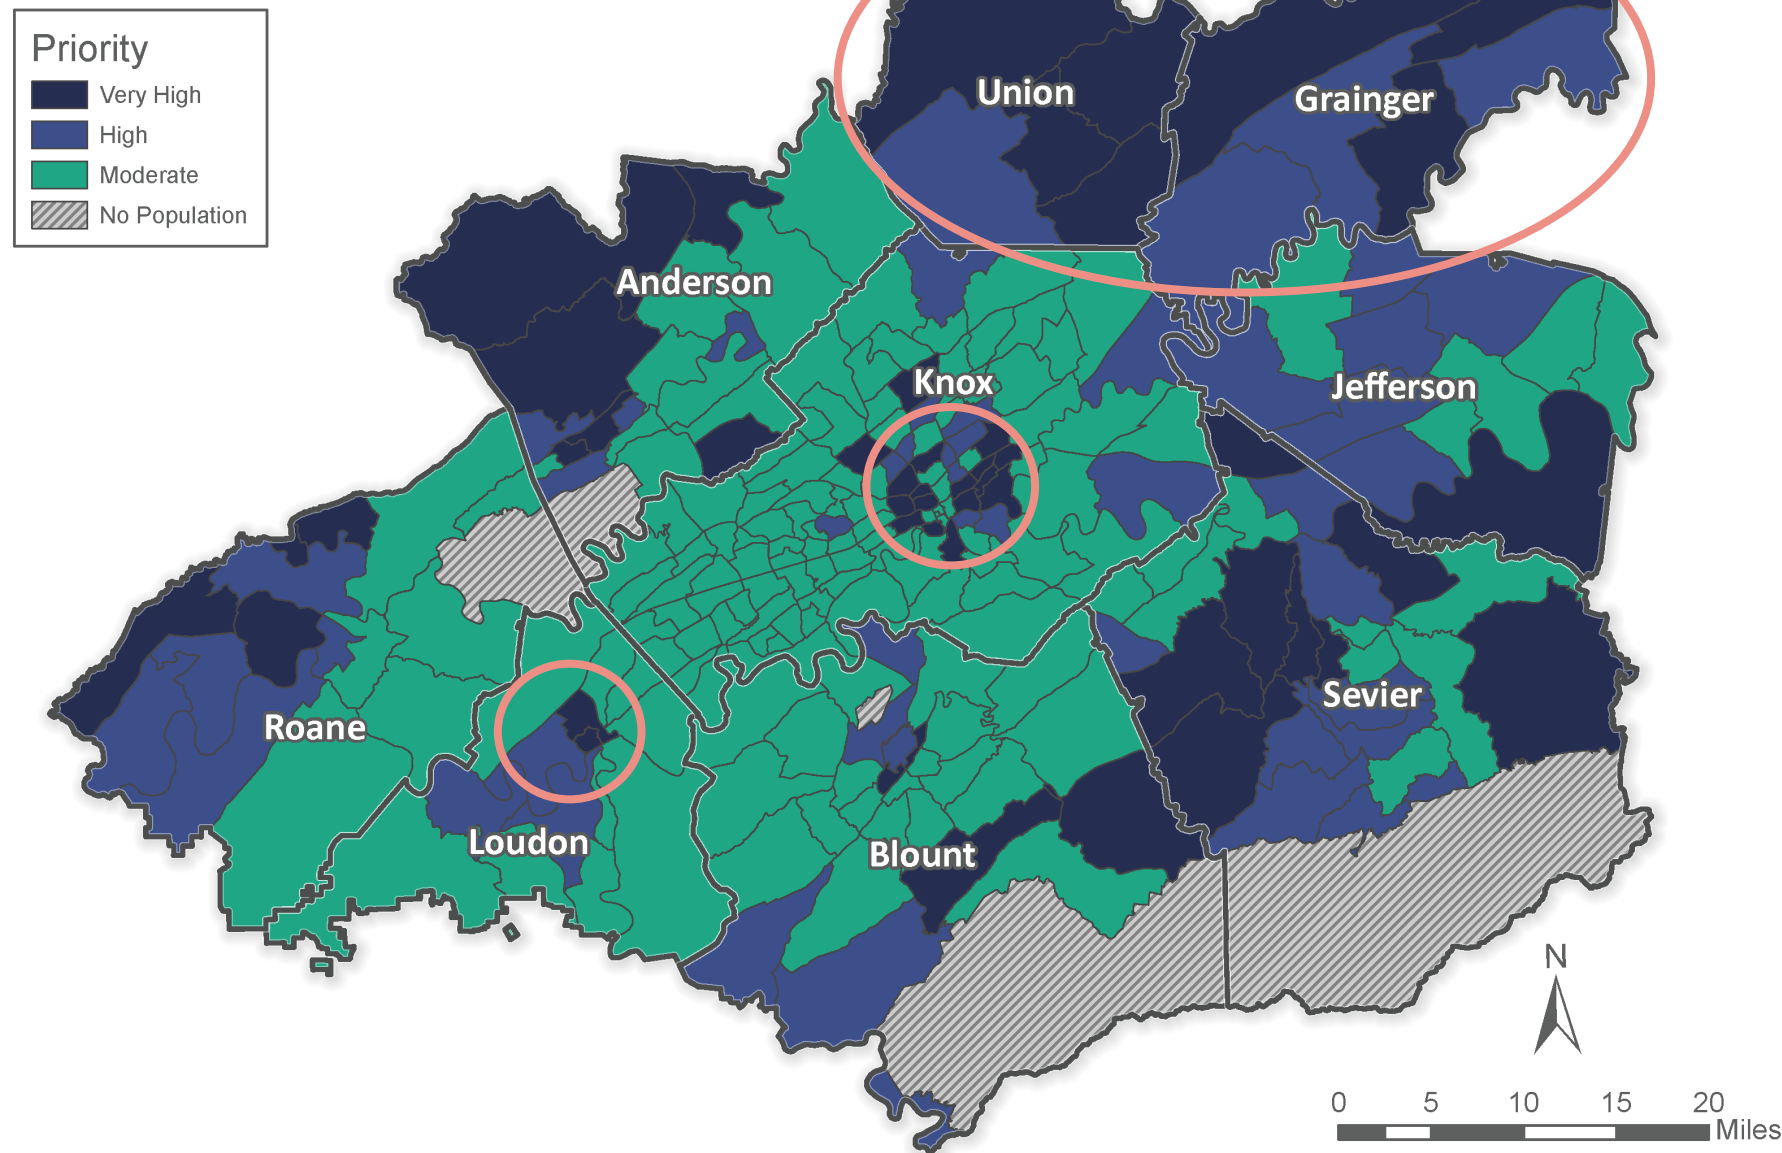 Priority
Very High
High
Moderate
No Population
Union
Grainger
Anderson
Knox
Jefferson
Roane
Sevier
Loudon
Blount
N
0 5 10 15 20
Miles